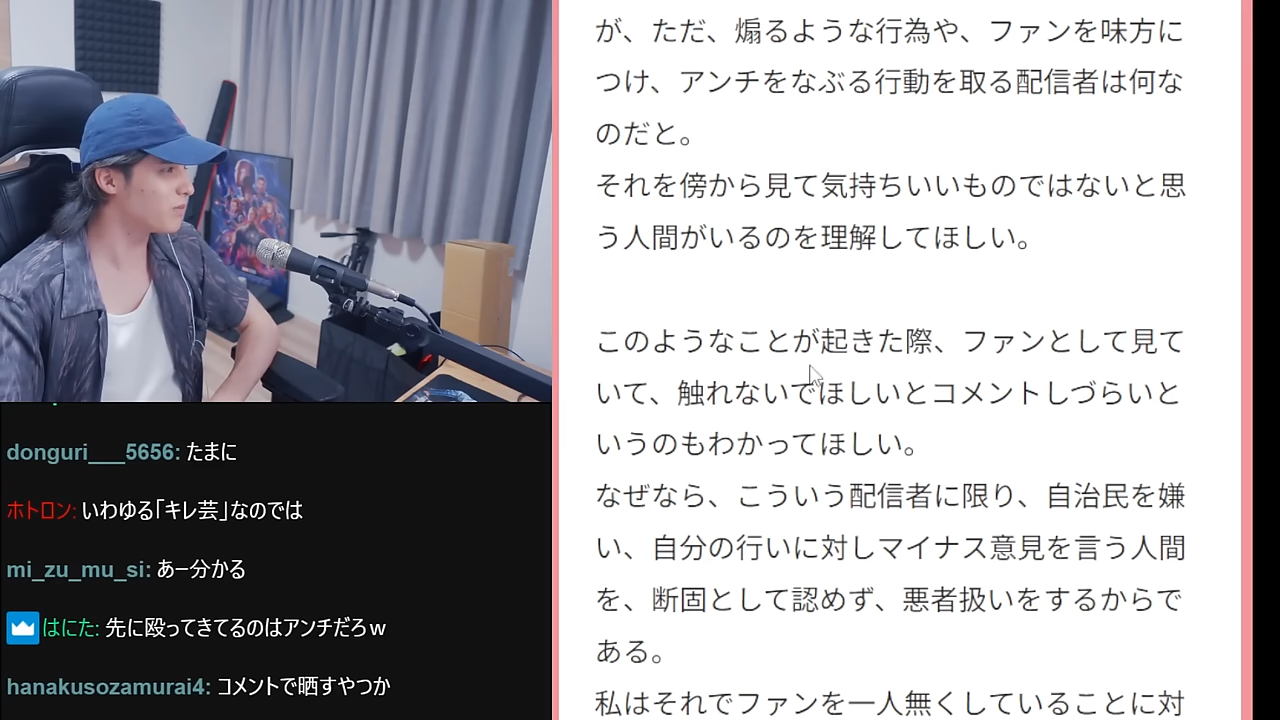 が、ただ、煽るような行為や、ファンを味方に
つけ、アンチをなぶる行動を取る配信者は何な
のだと。
それを傍から見て気持ちいいものではないと思
う人間がいるのを理解してほしい。
このようなことが起きた際、ファンとして見て
いて、触れないでほしいとコメントしづらいと
いうのもわかってほしい。
なぜなら、こういう配信者に限り、自治民を嫌
い、自分の行いに対しマイナス意見を言う人間
を、断固として認めず、悪者扱いをするからで
ある。
私はそれでファンを一人無くしていることに対
donguri___5656: たまに
ホトロン: いわゆる「キレ芸」なのでは
mi_zu_mu_si: あー分かる
はにた: 先に殴ってきてるのはアンチだろｗ
hanakusozamurai4: コメントで晒すやつか